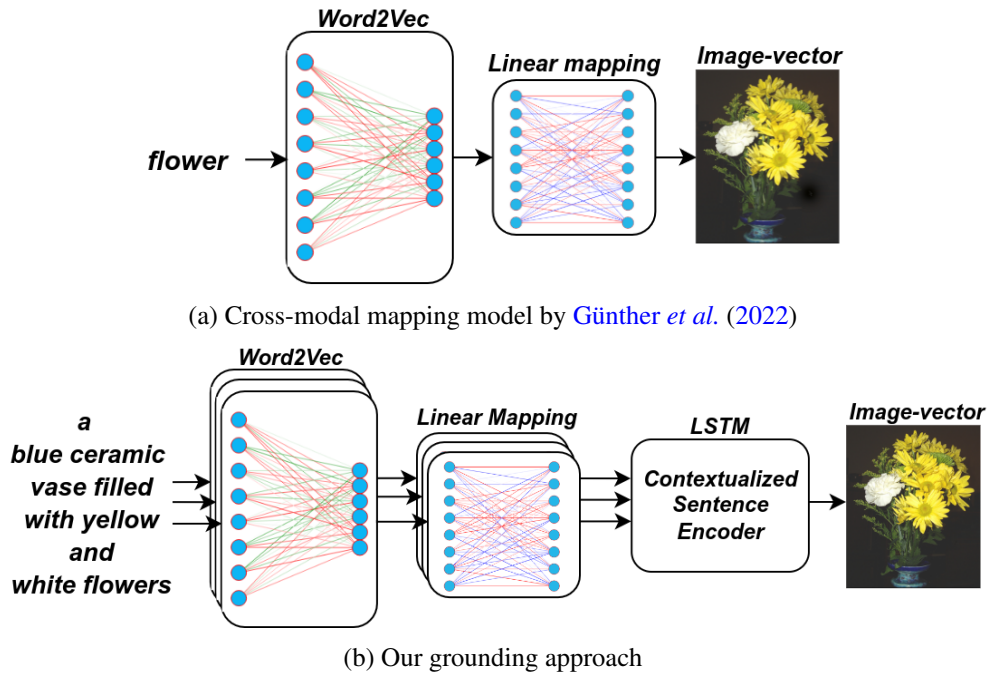 Word2Vec
Linear mapping
Image-vector
flower
(a) Cross-modal mapping model by Günther et al. (2022)
Word2Vec
Linear Mapping
LSTM
Image-vector
a
blue ceramic
vase filled
with yellow
and
white flowers
Contextualized
Sentence
Encoder
(b) Our grounding approach